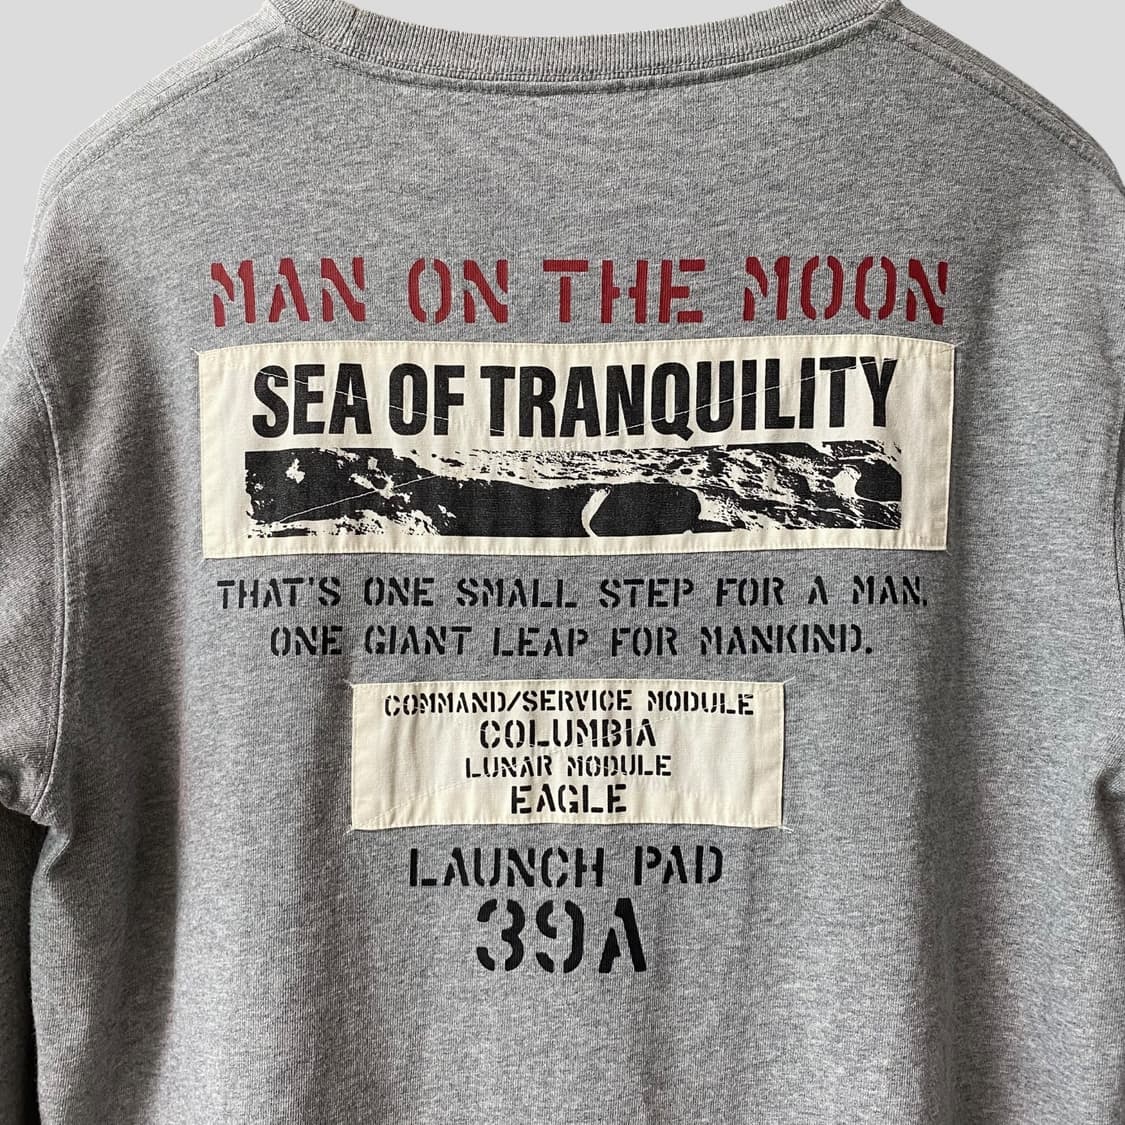 MAN ON THE MOON
SEA OF TRANQUILITY
THAT'S ONE SMALL STEP FOR A MAN.
ONE GIANT LEAP FOR MANKIND.
COMMAND/SERVICE MODULE
COLUMBIA
LUNAR MODULE
EAGLE
LAUNCH PAD
39A